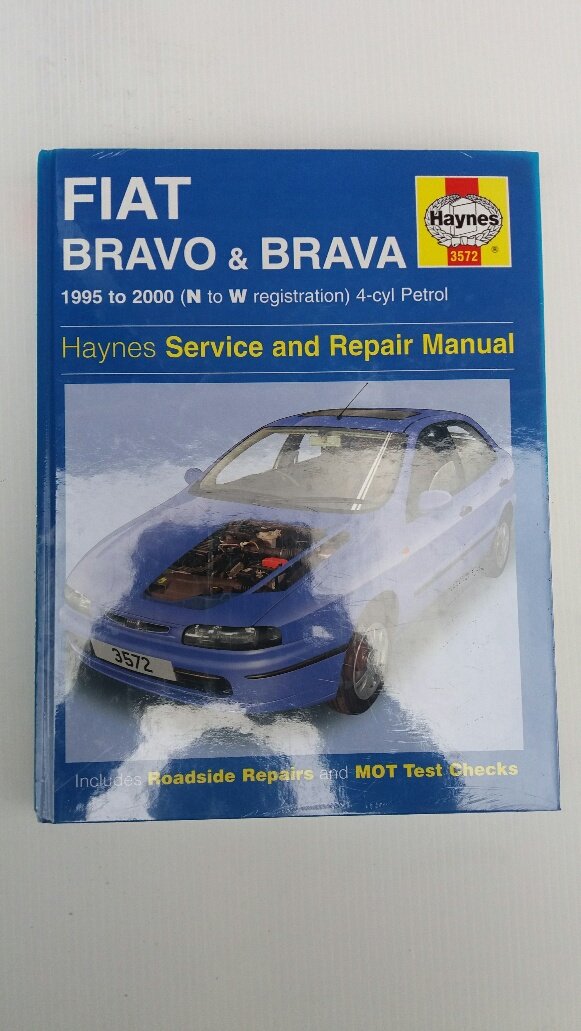 FIAT
BRAVO & BRAVA
Haynes
3572
®
1995 to 2000 (N to W registration) 4-cyl Petrol
Haynes Service and Repair Manual
3572
Includes Roadside Repairs and MOT Test Checks